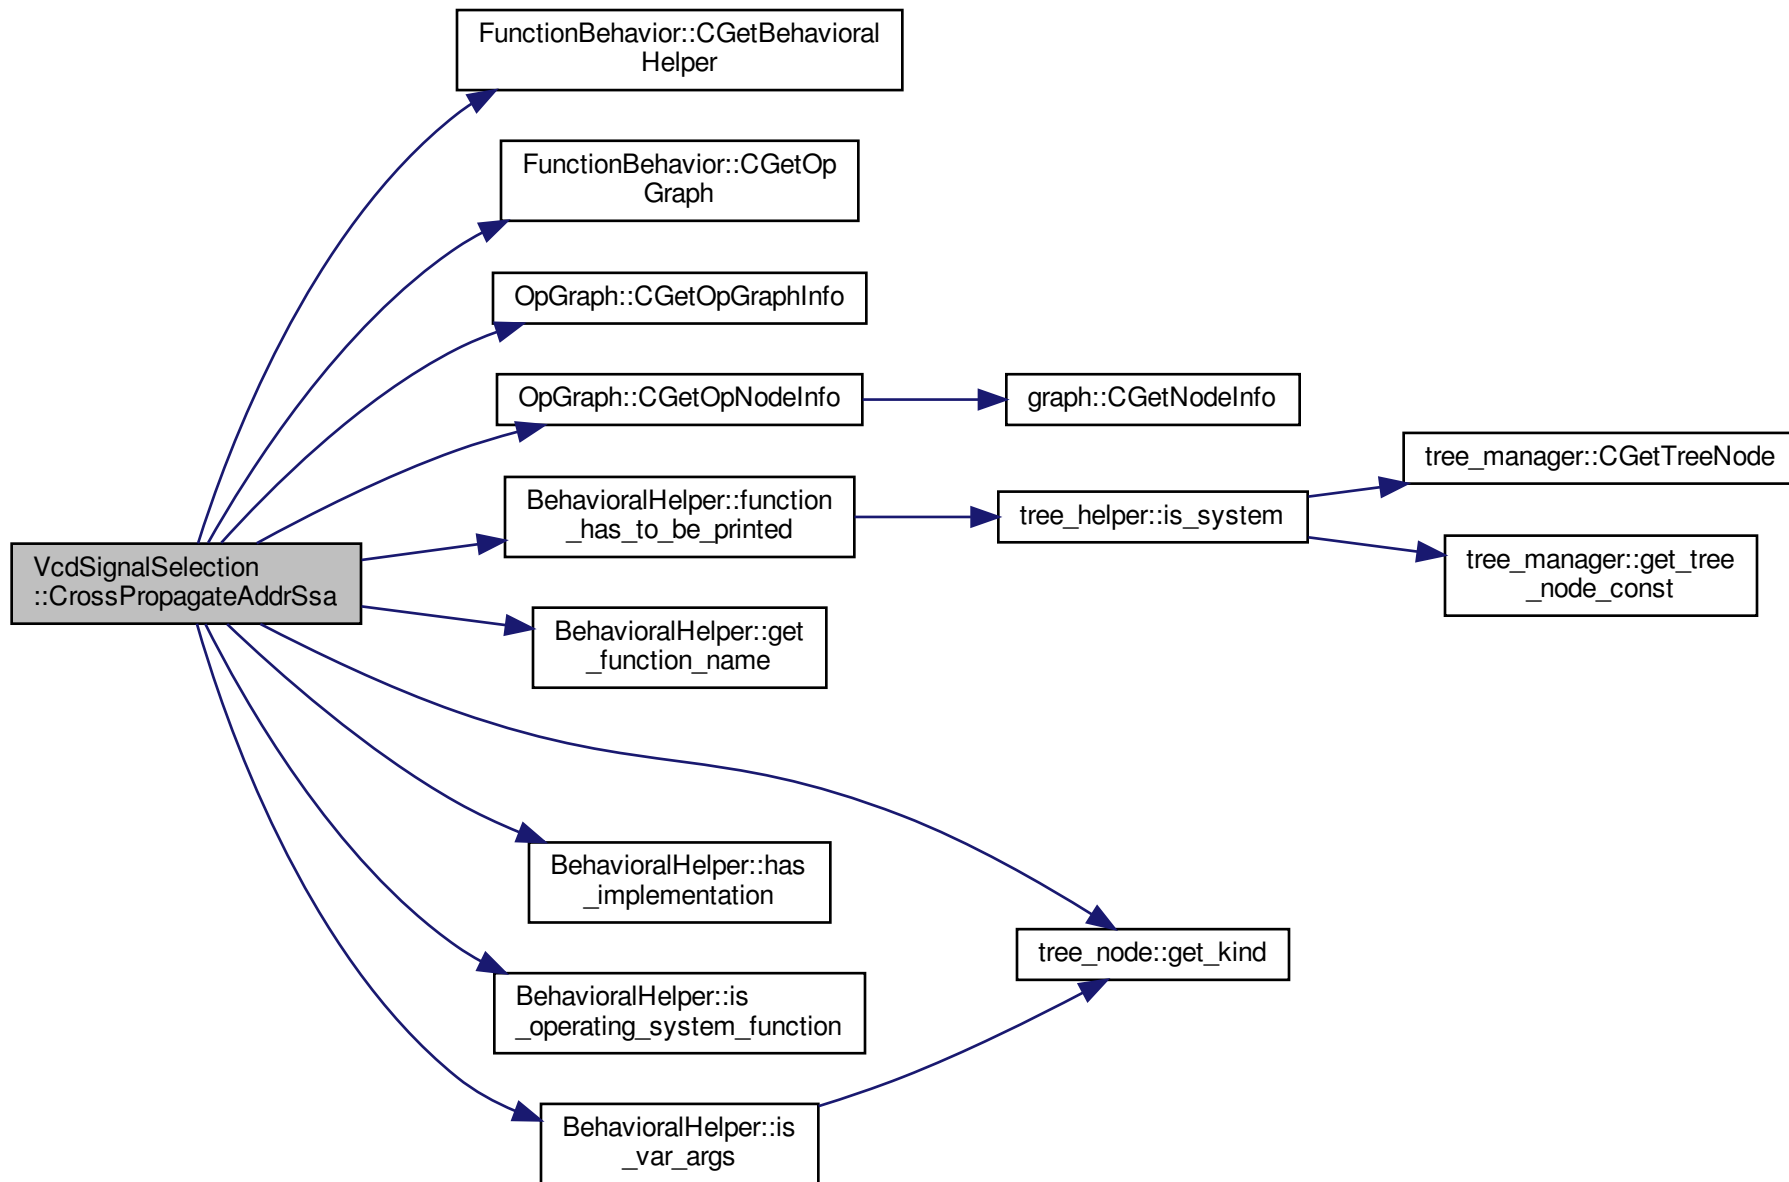 FunctionBehavior::CGetBehavioral
Helper
FunctionBehavior::CGetOp
Graph
OpGraph::CGetOpGraphInfo
OpGraph::CGetOpNodeInfo
graph::CGetNodeInfo
tree_manager::CGetTreeNode
BehavioralHelper::function
_has_to_be_printed
tree_helper::is_system
tree_manager::get_tree
_node_const
VcdSignalSelection
::CrossPropagateAddrSsa
BehavioralHelper::get
_function_name
BehavioralHelper::has
_implementation
tree_node::get_kind
BehavioralHelper::is
_operating_system_function
BehavioralHelper::is
_var_args